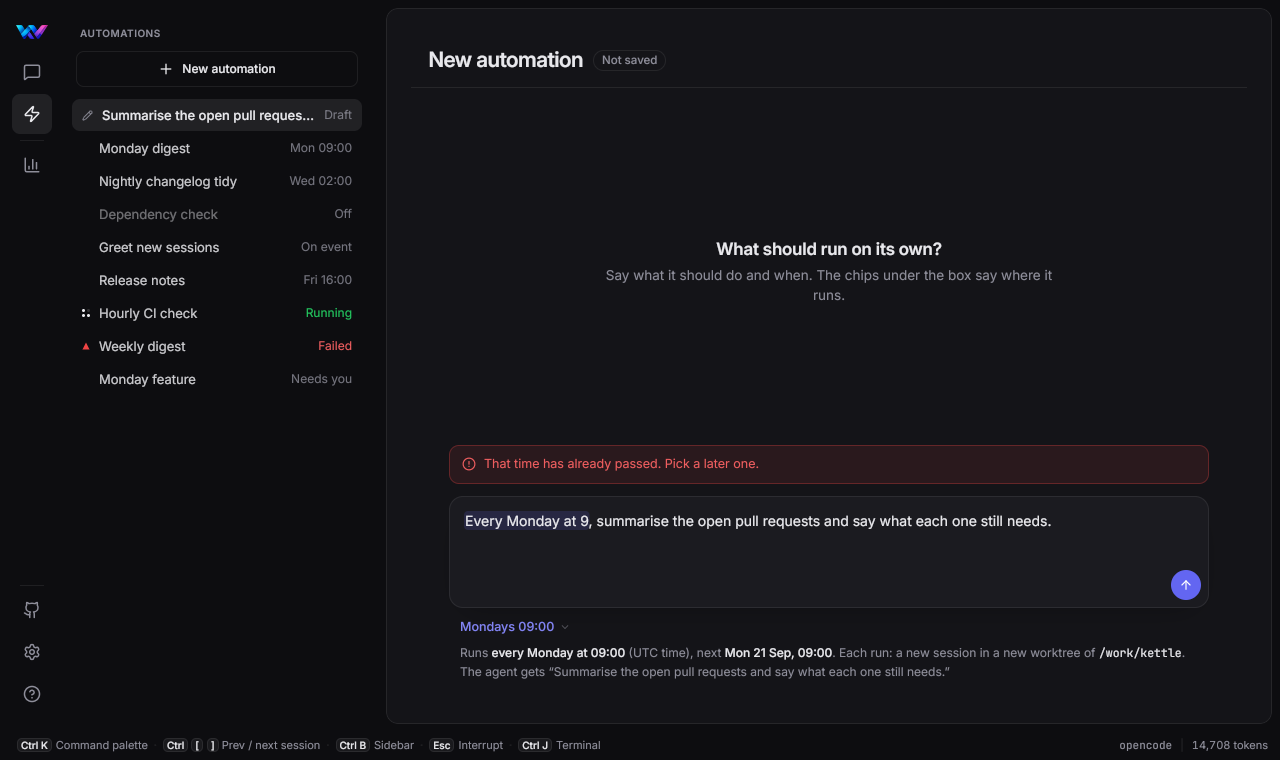 AUTOMATIONS
New automation
Summarise the open pull reques... Draft
Monday digest Mon 09:00
Nightly changelog tidy Wed 02:00
Dependency check Off
Greet new sessions On event
Release notes Fri 16:00
Hourly CI check Running
Weekly digest Failed
Monday feature Needs you
New automation Not saved
What should run on its own?
Say what it should do and when. The chips under the box say where it
runs.
That time has already passed. Pick a later one.
Every Monday at 9, summarise the open pull requests and say what each one still needs.
Mondays 09:00
Runs every Monday at 09:00 (UTC time), next Mon 21 Sep, 09:00. Each run: a new session in a new worktree of /work/kettle.
The agent gets “Summarise the open pull requests and say what each one still needs.”
Ctrl K Command palette · Ctrl [ ] Prev / next session · Ctrl B Sidebar · Esc Interrupt · Ctrl J Terminal
opencode 14,708 tokens